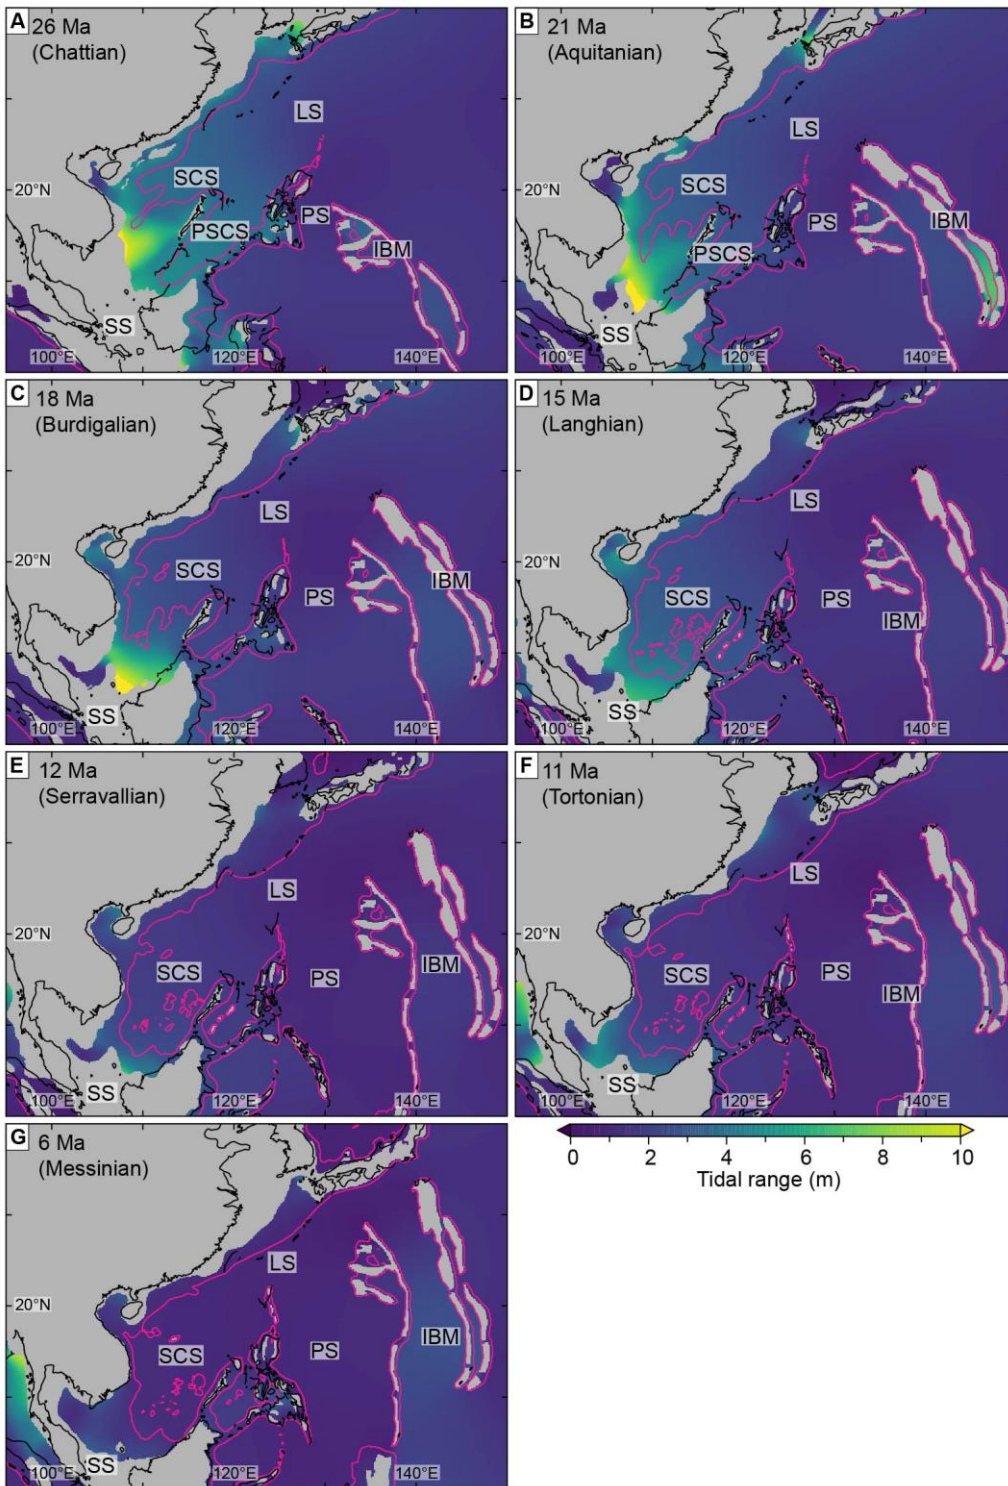 A
26 Ma
(Chattian)
LS
SCS
20°N
PSCS
PS
IBM
SS
100°E
120°E
140°E
B
21 Ma
(Aquitanian)
LS
SCS
20°N
PSCS
PS
IBM
SS
100°E
120°E
140°E
C
18 Ma
(Burdigalian)
LS
20°N
SCS
IBM
PS
SS
100°E
120°E
140°E
D
15 Ma
(Langhian)
LS
20°N
SCS
PS
IBM
SS
100°E
120°E
140°E
E
12 Ma
(Serravallian)
LS
20°N
SCS
PS
IBM
SS
100°E
120°E
140°E
F
11 Ma
(Tortonian)
LS
20°N
SCS
PS
IBM
SS
100°E
120°E
140°E
G
6 Ma
(Messinian)
LS
20°N
SCS
PS
IBM
SS
100°E
120°E
140°E
0 2 4 6 8 10
Tidal range (m)